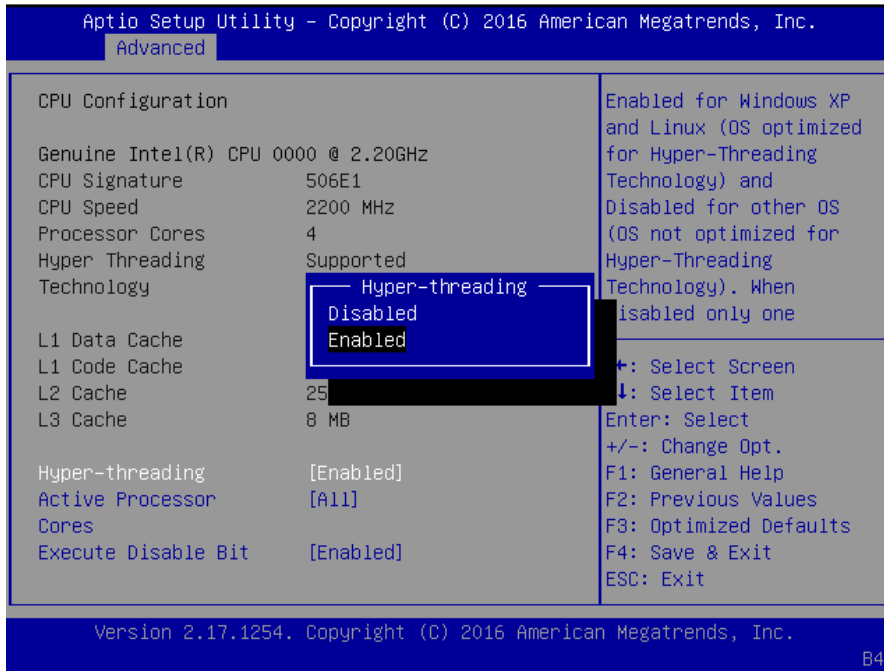 Aptio Setup Utility – Copyright (C) 2016 American Megatrends, Inc.
Advanced
CPU Configuration
Genuine Intel(R) CPU 0000 @ 2.20GHz
CPU Signature 506E1
CPU Speed 2200 MHz
Processor Cores 4
Hyper Threading Supported
Technology
L1 Data Cache
L1 Code Cache
L2 Cache 25
L3 Cache 8 MB
Hyper-threading [Enabled]
Active Processor [All]
Cores
Execute Disable Bit [Enabled]
Hyper-threading
Disabled
Enabled
Enabled for Windows XP
and Linux (OS optimized
for Hyper-Threading
Technology) and
Disabled for other OS
(OS not optimized for
Hyper-Threading
Technology). When
isabled only one
: Select Screen
↓: Select Item
Enter: Select
+/-: Change Opt.
F1: General Help
F2: Previous Values
F3: Optimized Defaults
F4: Save & Exit
ESC: Exit
Version 2.17.1254. Copyright (C) 2016 American Megatrends, Inc.
B4